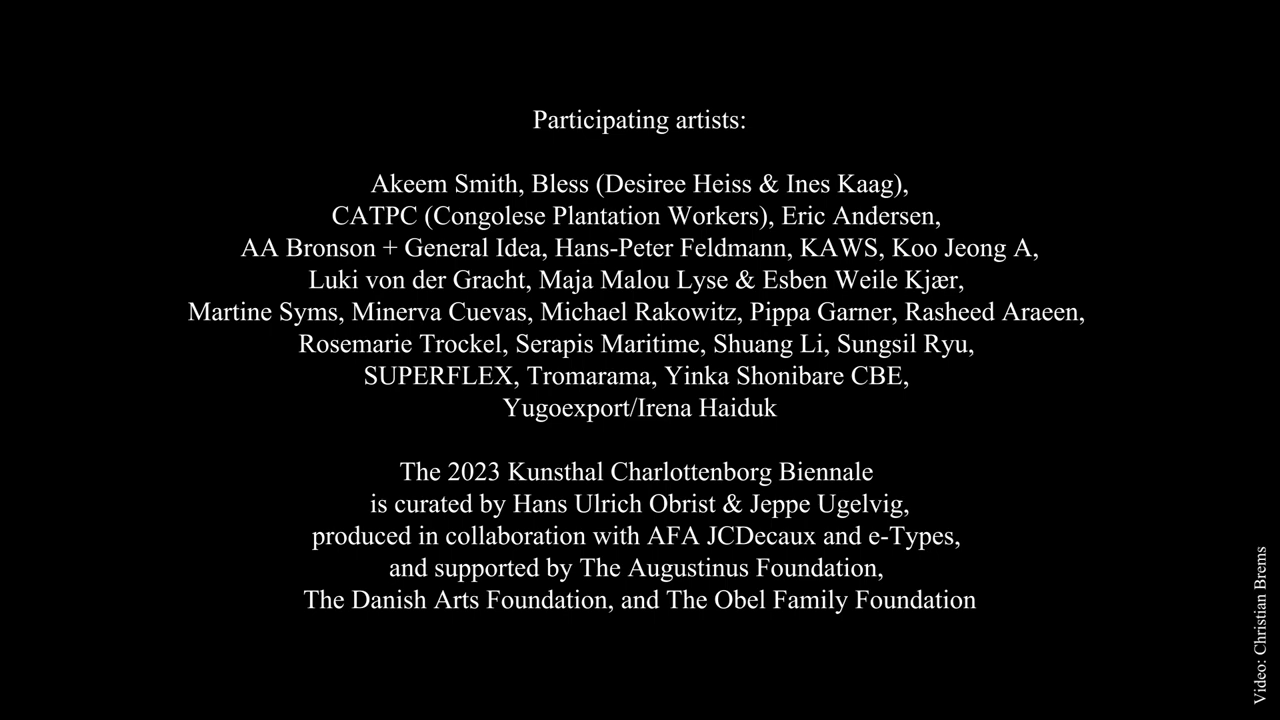 Participating artists:
Akeem Smith, Bless (Desiree Heiss & Ines Kaag),
CATPC (Congolese Plantation Workers), Eric Andersen,
AA Bronson + General Idea, Hans-Peter Feldmann, KAWS, Koo Jeong A,
Luki von der Gracht, Maja Malou Lyse & Esben Weile Kjær,
Martine Syms, Minerva Cuevas, Michael Rakowitz, Pippa Garner, Rasheed Araeen,
Rosemarie Trockel, Serapis Maritime, Shuang Li, Sungsil Ryu,
SUPERFLEX, Tromarama, Yinka Shonibare CBE,
Yugoexport/Irena Haiduk
The 2023 Kunsthal Charlottenborg Biennale
is curated by Hans Ulrich Obrist & Jeppe Ugelvig,
produced in collaboration with AFA JCDecaux and e-Types,
and supported by The Augustinus Foundation,
The Danish Arts Foundation, and The Obel Family Foundation
Video: Christian Brems